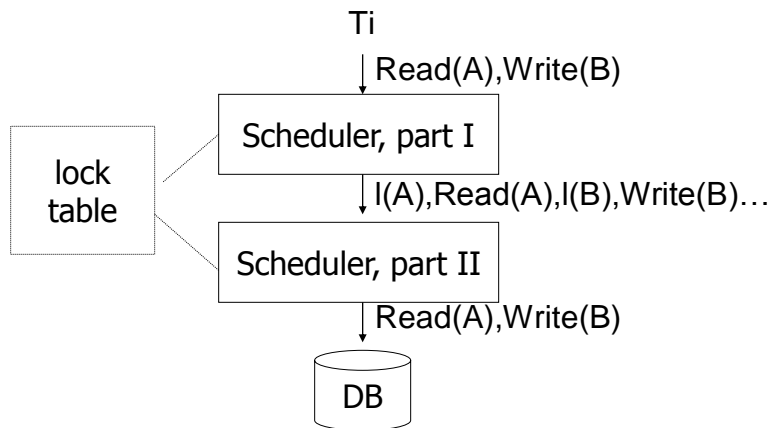 Ti
Read(A),Write(B)
Scheduler, part I
lock
table
l(A),Read(A),l(B),Write(B)…
Scheduler, part II
Read(A),Write(B)
DB